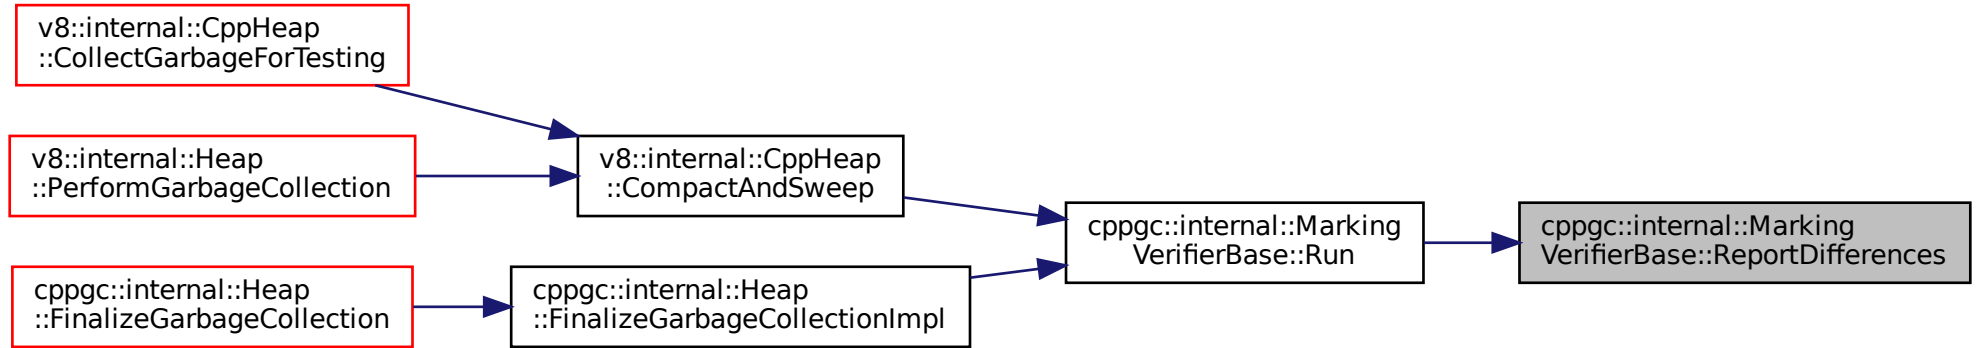 v8::internal::CppHeap
::CollectGarbageForTesting
v8::internal::Heap
::PerformGarbageCollection
cppgc::internal::Heap
::FinalizeGarbageCollection
v8::internal::CppHeap
::CompactAndSweep
cppgc::internal::Heap
::FinalizeGarbageCollectionImpl
cppgc::internal::Marking
VerifierBase::Run
cppgc::internal::Marking
VerifierBase::ReportDifferences